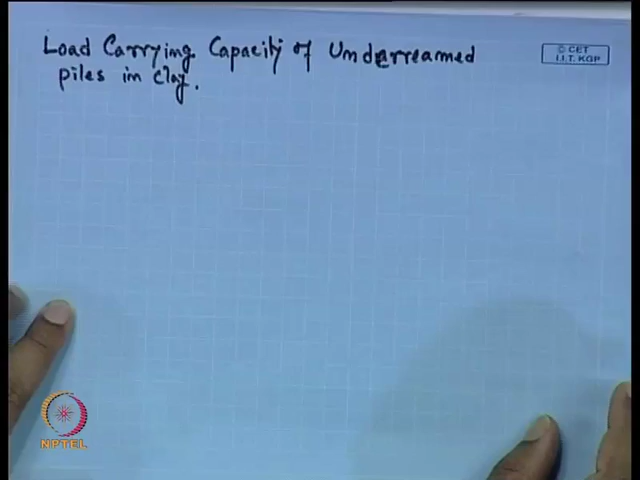 Load Carrying Capacity of Underreamed
piles in clay.
© CET
I.I.T. KGP
NPTEL